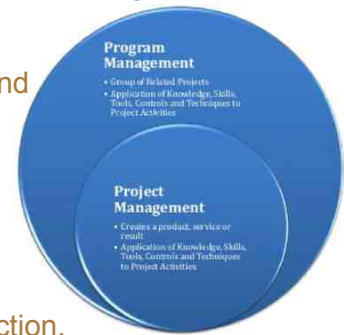 Program
Management
• Group of Related Projects
• Application of Knowledge, Skills,
Tools, Controls and Techniques to
Project Activities
nd
Project
Management
• Creates a product, service or
result
• Application of Knowledge, Skills,
Tools, Controls and Techniques
to Project Activities
ction.